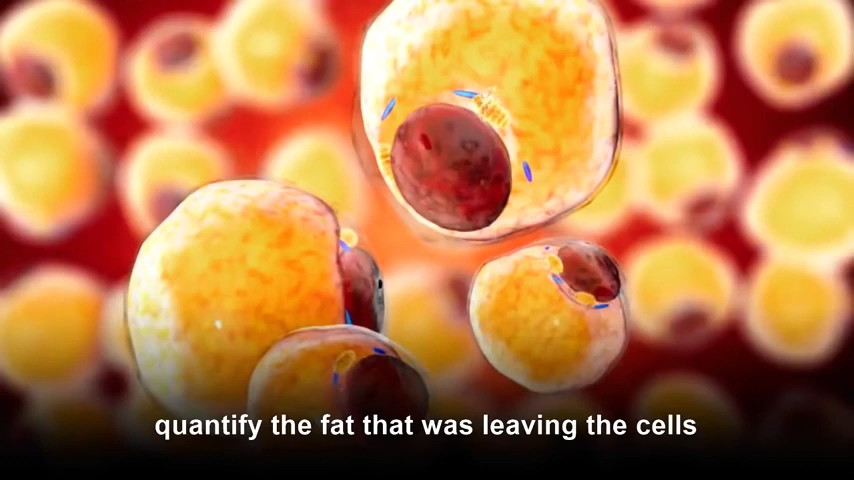 quantify the fat that was leaving the cells